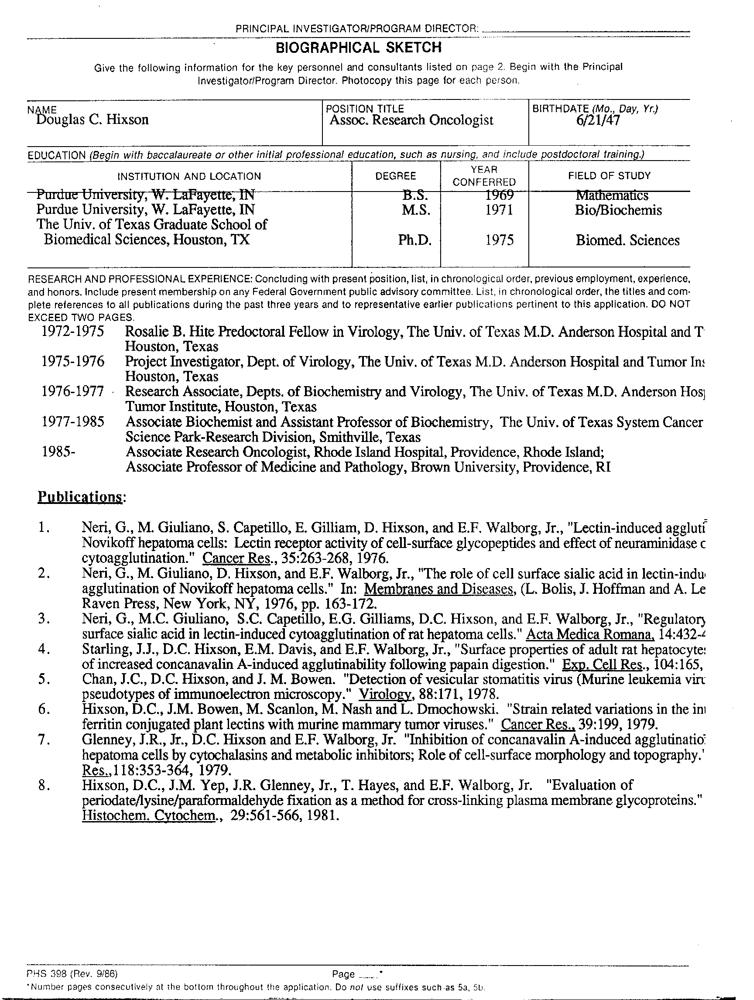 PRINCIPAL INVESTIGATOR/PROGRAM DIRECTOR:
BIOGRAPHICAL SKETCH
Give the following information for the key personnel and consultants listed on page 2. Begin with the Principal
Investigator/Program Director. Photocopy this page for each person.
NAME POSITION TITLE BIRTHDATE (Mo., Day, Yr.)
Douglas C. Hixson Assoc. Research Oncologist 6/21/47
EDUCATION (Begin with baccalaureate or other initial professional education, such as nursing, and include postdoctoral training.)
INSTITUTION AND LOCATION DEGREE YEAR CONFERRED FIELD OF STUDY
Purdue University, W. LaFayette, IN B.S. 1969 Mathematics
Purdue University, W. LaFayette, IN M.S. 1971 Bio/Biochemis
The Univ. of Texas Graduate School of
Biomedical Sciences, Houston, TX Ph.D. 1975 Biomed. Sciences
RESEARCH AND PROFESSIONAL EXPERIENCE: Concluding with present position, list, in chronological order, previous employment, experience,
and honors. Include present membership on any Federal Government public advisory committee. List, in chronological order, the titles and com-
plete references to all publications during the past three years and to representative earlier publications pertinent to this application. DO NOT
EXCEED TWO PAGES.
1972-1975 Rosalie B. Hite Predoctoral Fellow in Virology, The Univ. of Texas M.D. Anderson Hospital and T
Houston, Texas
1975-1976 Project Investigator, Dept. of Virology, The Univ. of Texas M.D. Anderson Hospital and Tumor Ins
Houston, Texas
1976-1977 Research Associate, Depts. of Biochemistry and Virology, The Univ. of Texas M.D. Anderson Hosp
Tumor Institute, Houston, Texas
1977-1985 Associate Biochemist and Assistant Professor of Biochemistry, The Univ. of Texas System Cancer
Science Park-Research Division, Smithville, Texas
1985- Associate Research Oncologist, Rhode Island Hospital, Providence, Rhode Island;
Associate Professor of Medicine and Pathology, Brown University, Providence, RI
Publications:
1. Neri, G., M. Giuliano, S. Capetillo, E. Gilliam, D. Hixson, and E.F. Walborg, Jr., "Lectin-induced aggluti
Novikoff hepatoma cells: Lectin receptor activity of cell-surface glycopeptides and effect of neuraminidase
cytoagglutination." Cancer Res., 35:263-268, 1976.
2. Neri, G., M. Giuliano, D. Hixson, and E.F. Walborg, Jr., "The role of cell surface sialic acid in lectin-indu
agglutination of Novikoff hepatoma cells." In: Membranes and Diseases, (L. Bolis, J. Hoffman and A. Le
Raven Press, New York, NY, 1976, pp. 163-172.
3. Neri, G., M.C. Giuliano, S.C. Capetillo, E.G. Gilliams, D.C. Hixson, and E.F. Walborg, Jr., "Regulatory
surface sialic acid in lectin-induced cytoagglutination of rat hepatoma cells." Acta Medica Romana, 14:432-4
4. Starling, J.J., D.C. Hixson, E.M. Davis, and E.F. Walborg, Jr., "Surface properties of adult rat hepatocytes
of increased concanavalin A-induced agglutinability following papain digestion." Exp. Cell Res., 104:165,
5. Chan, J.C., D.C. Hixson, and J. M. Bowen. "Detection of vesicular stomatitis virus (Murine leukemia viru
pseudotypes of immunoelectron microscopy." Virology, 88:171, 1978.
6. Hixson, D.C., J.M. Bowen, M. Scanlon, M. Nash and L. Dmochowski. "Strain related variations in the in
ferritin conjugated plant lectins with murine mammary tumor viruses." Cancer Res., 39:199, 1979.
7. Glenney, J.R., Jr., D.C. Hixson and E.F. Walborg, Jr. "Inhibition of concanavalin A-induced agglutinatio
hepatoma cells by cytochalasins and metabolic inhibitors; Role of cell-surface morphology and topography."
Res.,118:353-364, 1979.
8. Hixson, D.C., J.M. Yep, J.R. Glenney, Jr., T. Hayes, and E.F. Walborg, Jr. "Evaluation of
periodate/lysine/paraformaldehyde fixation as a method for cross-linking plasma membrane glycoproteins."
Histochem. Cytochem., 29:561-566, 1981.
PHS 398 (Rev. 9/86) Page ____*
*Number pages consecutively at the bottom throughout the application. Do not use suffixes such as 5a, 5b.